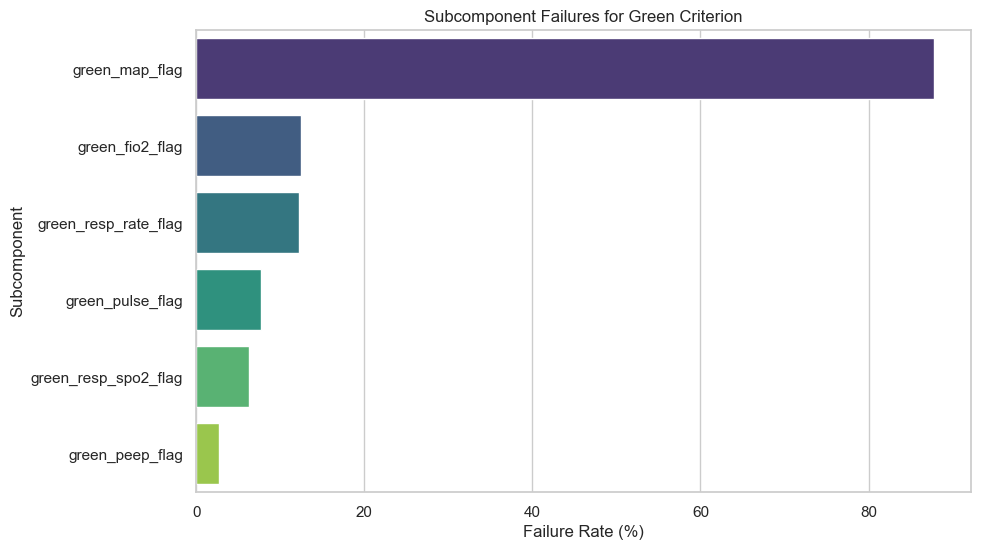 Subcomponent Failures for Green Criterion
Subcomponent
green_map_flag
green_fio2_flag
green_resp_rate_flag
green_pulse_flag
green_resp_spo2_flag
green_peep_flag
0 20 40 60 80
Failure Rate (%)